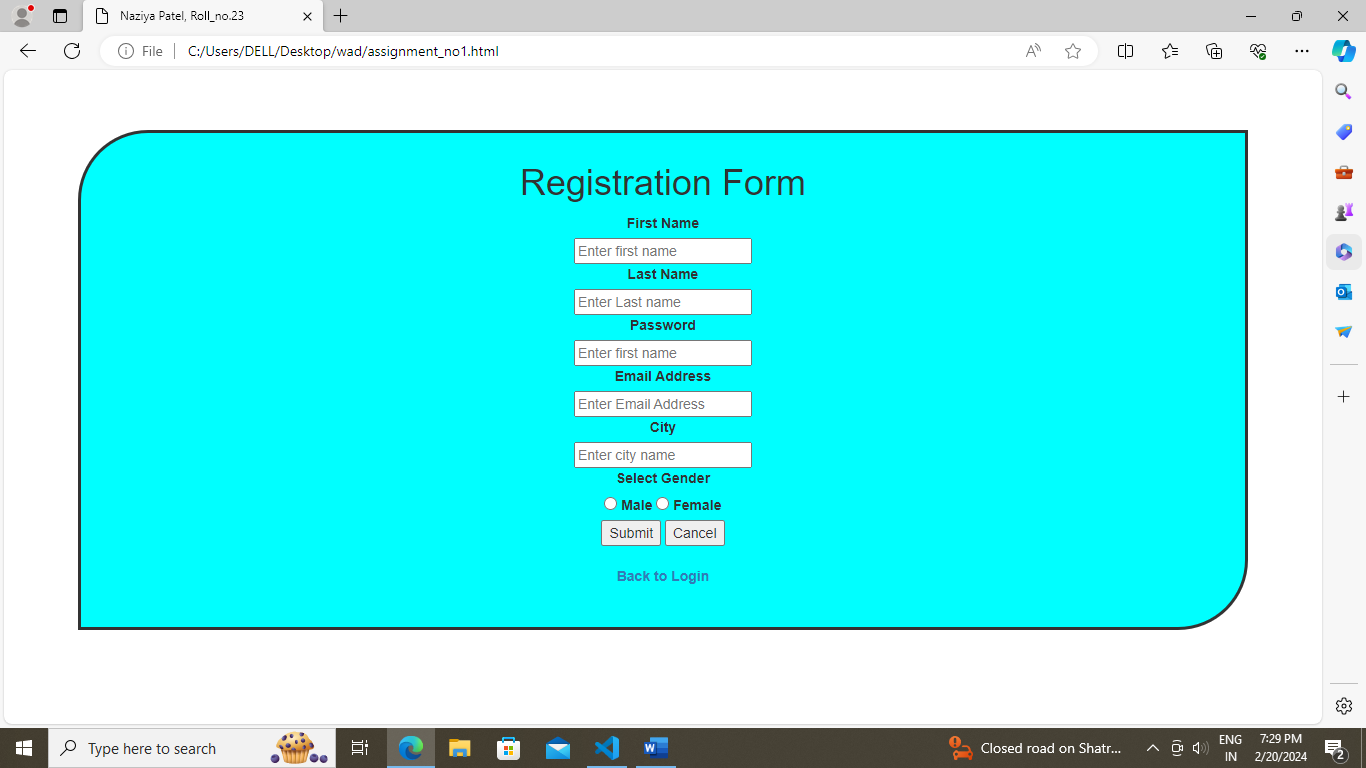 Naziya Patel, Roll_no.23
File
C:/Users/DELL/Desktop/wad/assignment_no1.html
Registration Form
First Name
Enter first name
Last Name
Enter Last name
Password
Enter first name
Email Address
Enter Email Address
City
Enter city name
Select Gender
Male Female
Submit Cancel
Back to Login
Type here to search
Closed road on Shatr...
ENG
IN
7:29 PM
2/20/2024
2